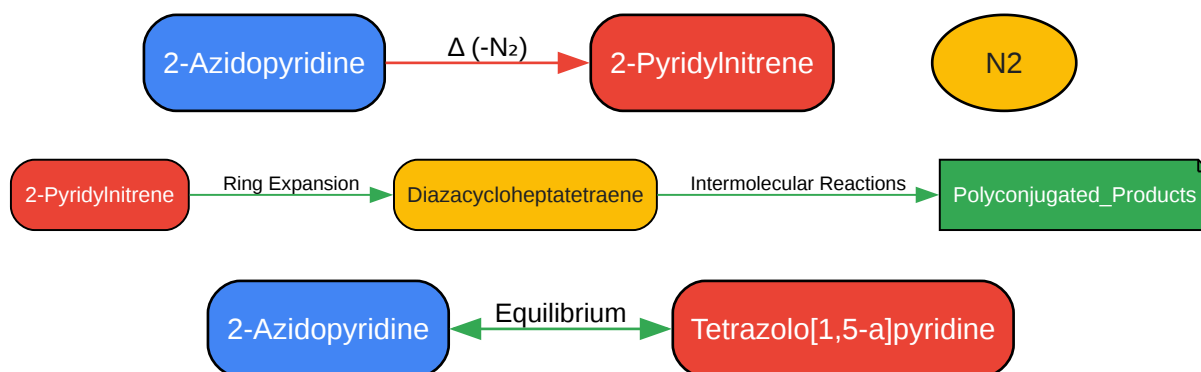 2-Azidopyridine
Δ (-N₂)
2-Pyridylnitrene
N2
2-Pyridylnitrene
Ring Expansion
Diazacycloheptatetraene
Intermolecular Reactions
Polyconjugated_Products
2-Azidopyridine
Equilibrium
Tetrazolo[1,5-a]pyridine